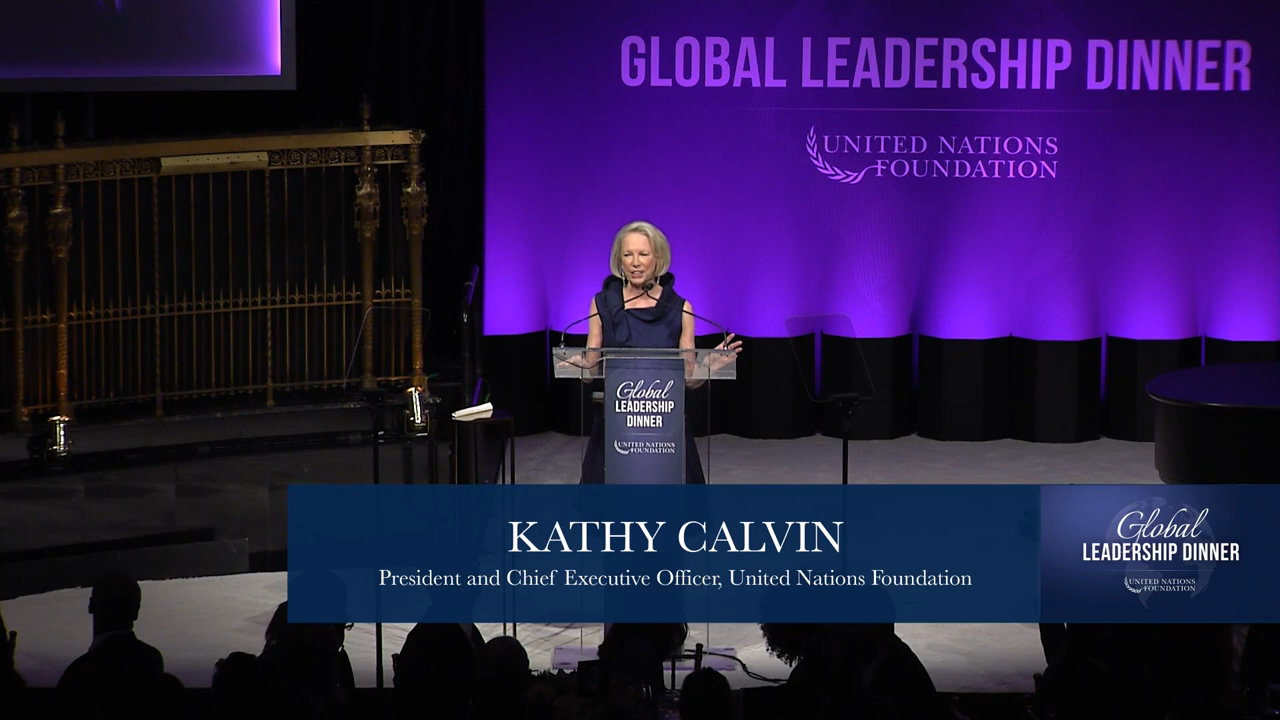 GLOBAL LEADERSHIP DINNER
UNITED NATIONS
FOUNDATION
Global
LEADERSHIP
DINNER
UNITED NATIONS
FOUNDATION
KATHY CALVIN
President and Chief Executive Officer, United Nations Foundation
Global
LEADERSHIP DINNER
UNITED NATIONS
FOUNDATION